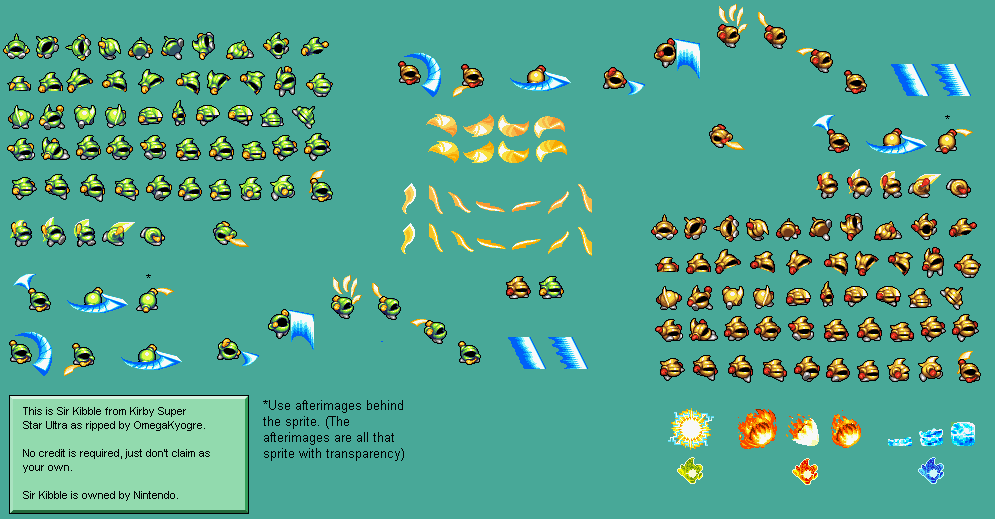 *
*
This is Sir Kibble from Kirby Super
Star Ultra as ripped by OmegaKyogre.
No credit is required, just don't claim as
your own.
Sir Kibble is owned by Nintendo.
*Use afterimages behind
the sprite. (The
afterimages are all that
sprite with transparency)